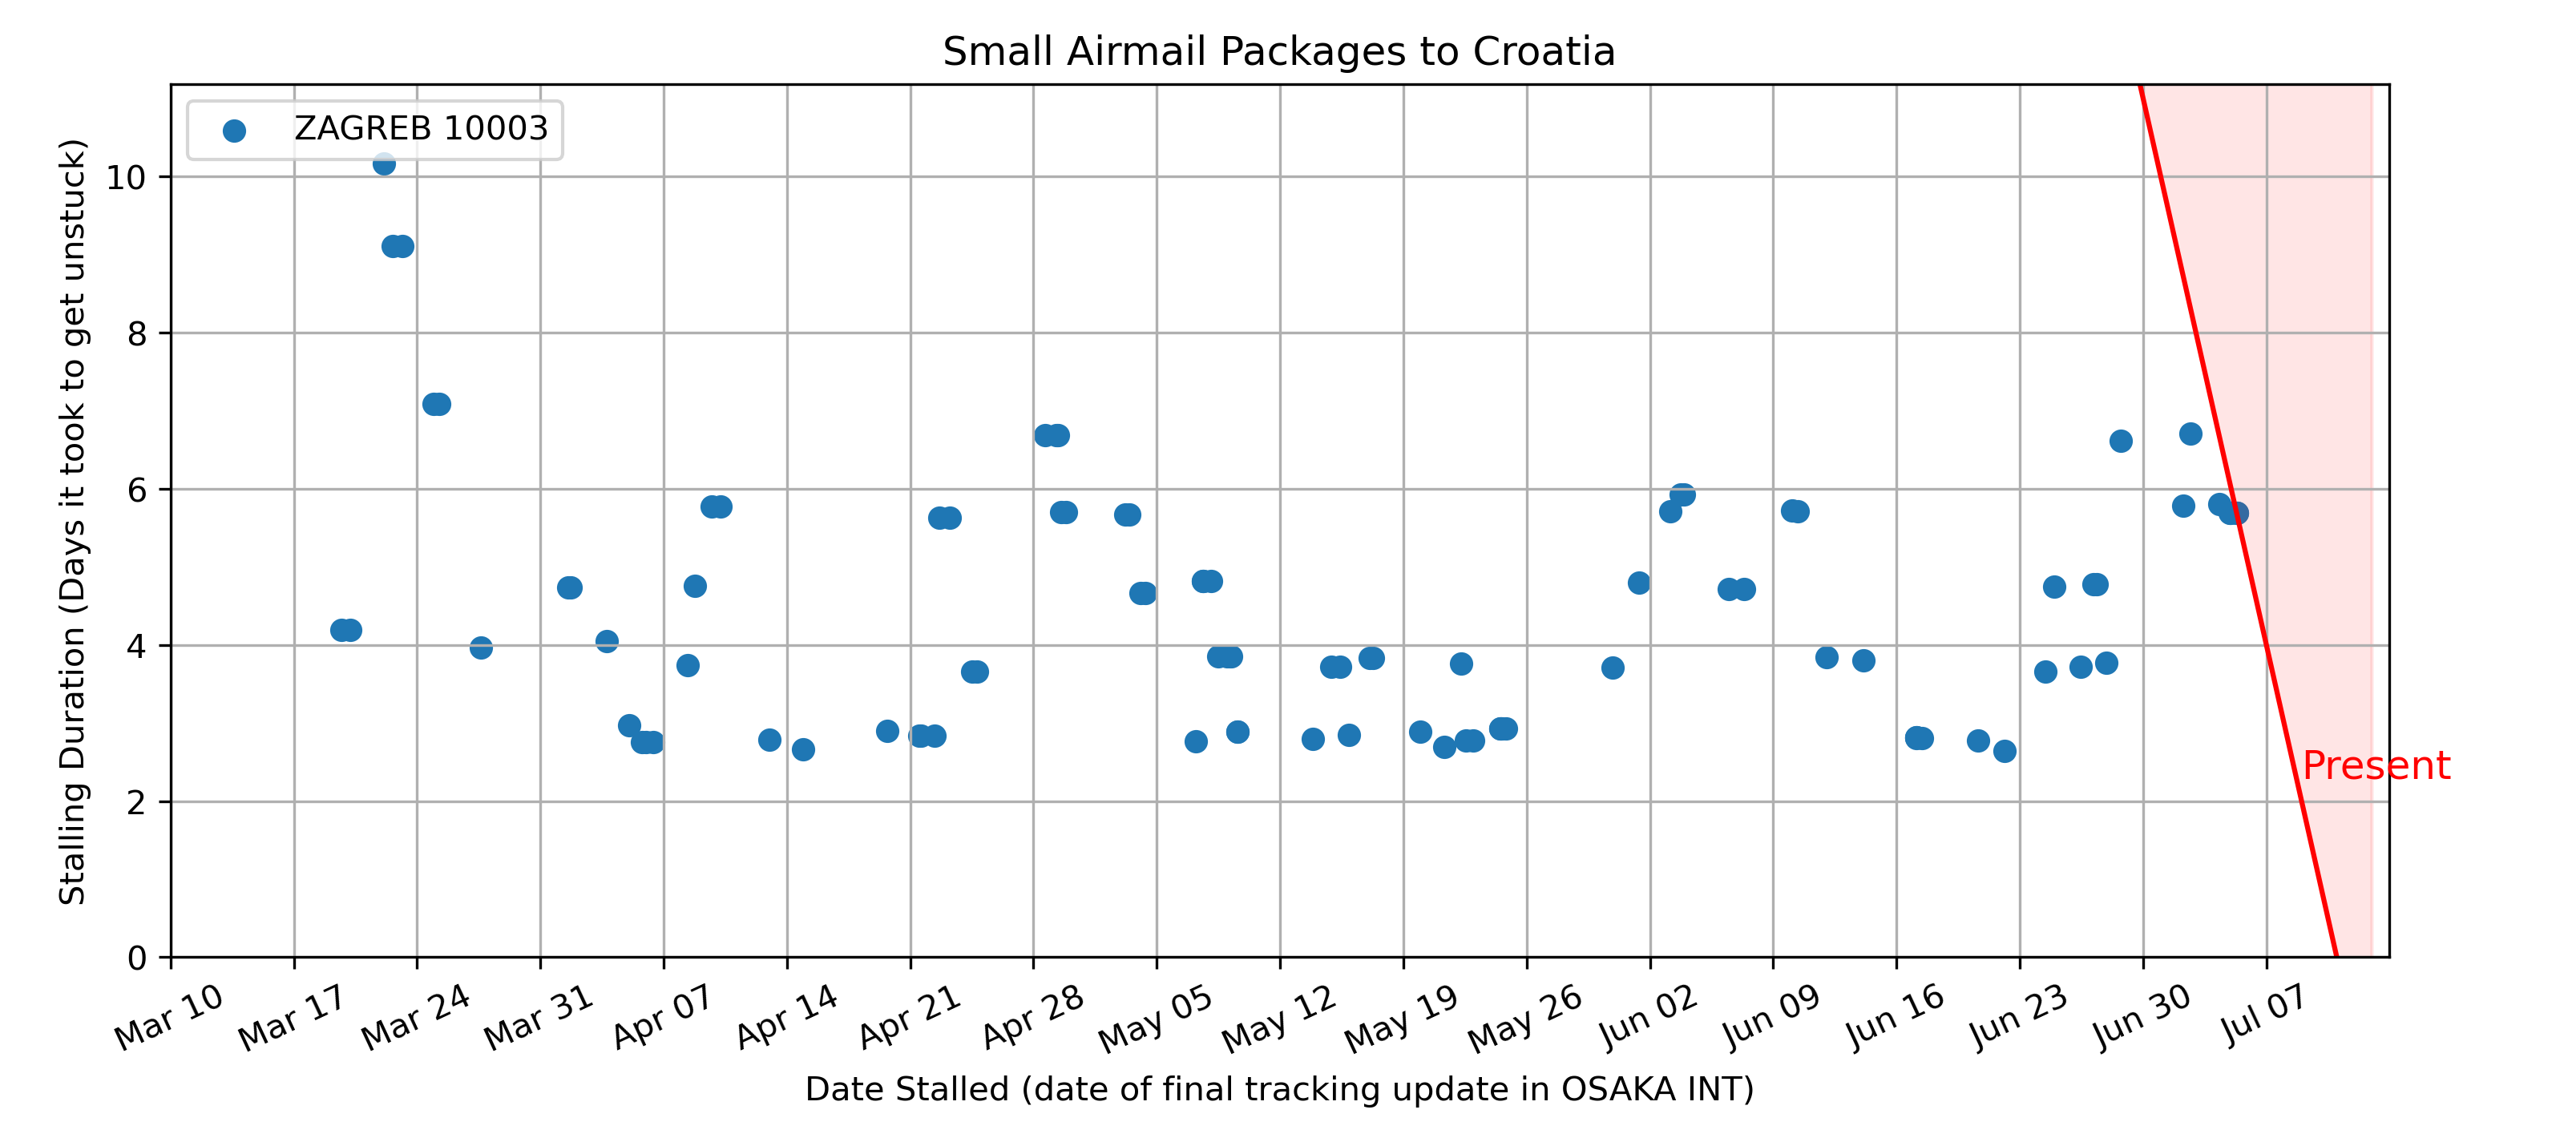 Small Airmail Packages to Croatia
ZAGREB 10003
Stalling Duration (Days it took to get unstuck)
10
8
6
4
2
0
Present
Mar 10
Mar 17
Mar 24
Mar 31
Apr 07
Apr 14
Apr 21
Apr 28
May 05
May 12
May 19
May 26
Jun 02
Jun 09
Jun 16
Jun 23
Jun 30
Jul 07
Date Stalled (date of final tracking update in OSAKA INT)